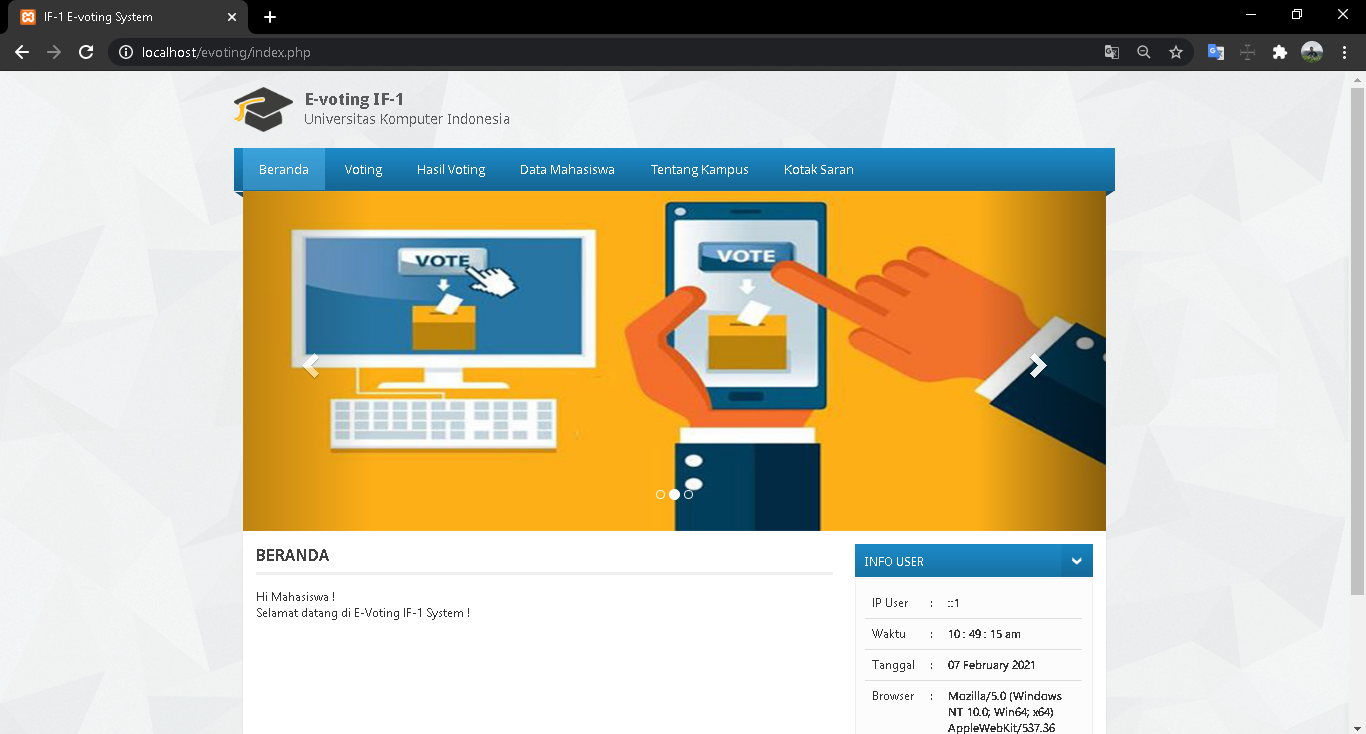 IF-1 E-voting System
localhost/evoting/index.php
E-voting IF-1
Universitas Komputer Indonesia
Beranda Voting Hasil Voting Data Mahasiswa Tentang Kampus Kotak Saran
VOTE
VOTE
BERANDA
Hi Mahasiswa !
Selamat datang di E-Voting IF-1 System !
INFO USER
IP User : ::1
Waktu : 10 : 49 : 15 am
Tanggal : 07 February 2021
Browser : Mozilla/5.0 (Windows
NT 10.0; Win64; x64)
AppleWebKit/537.36